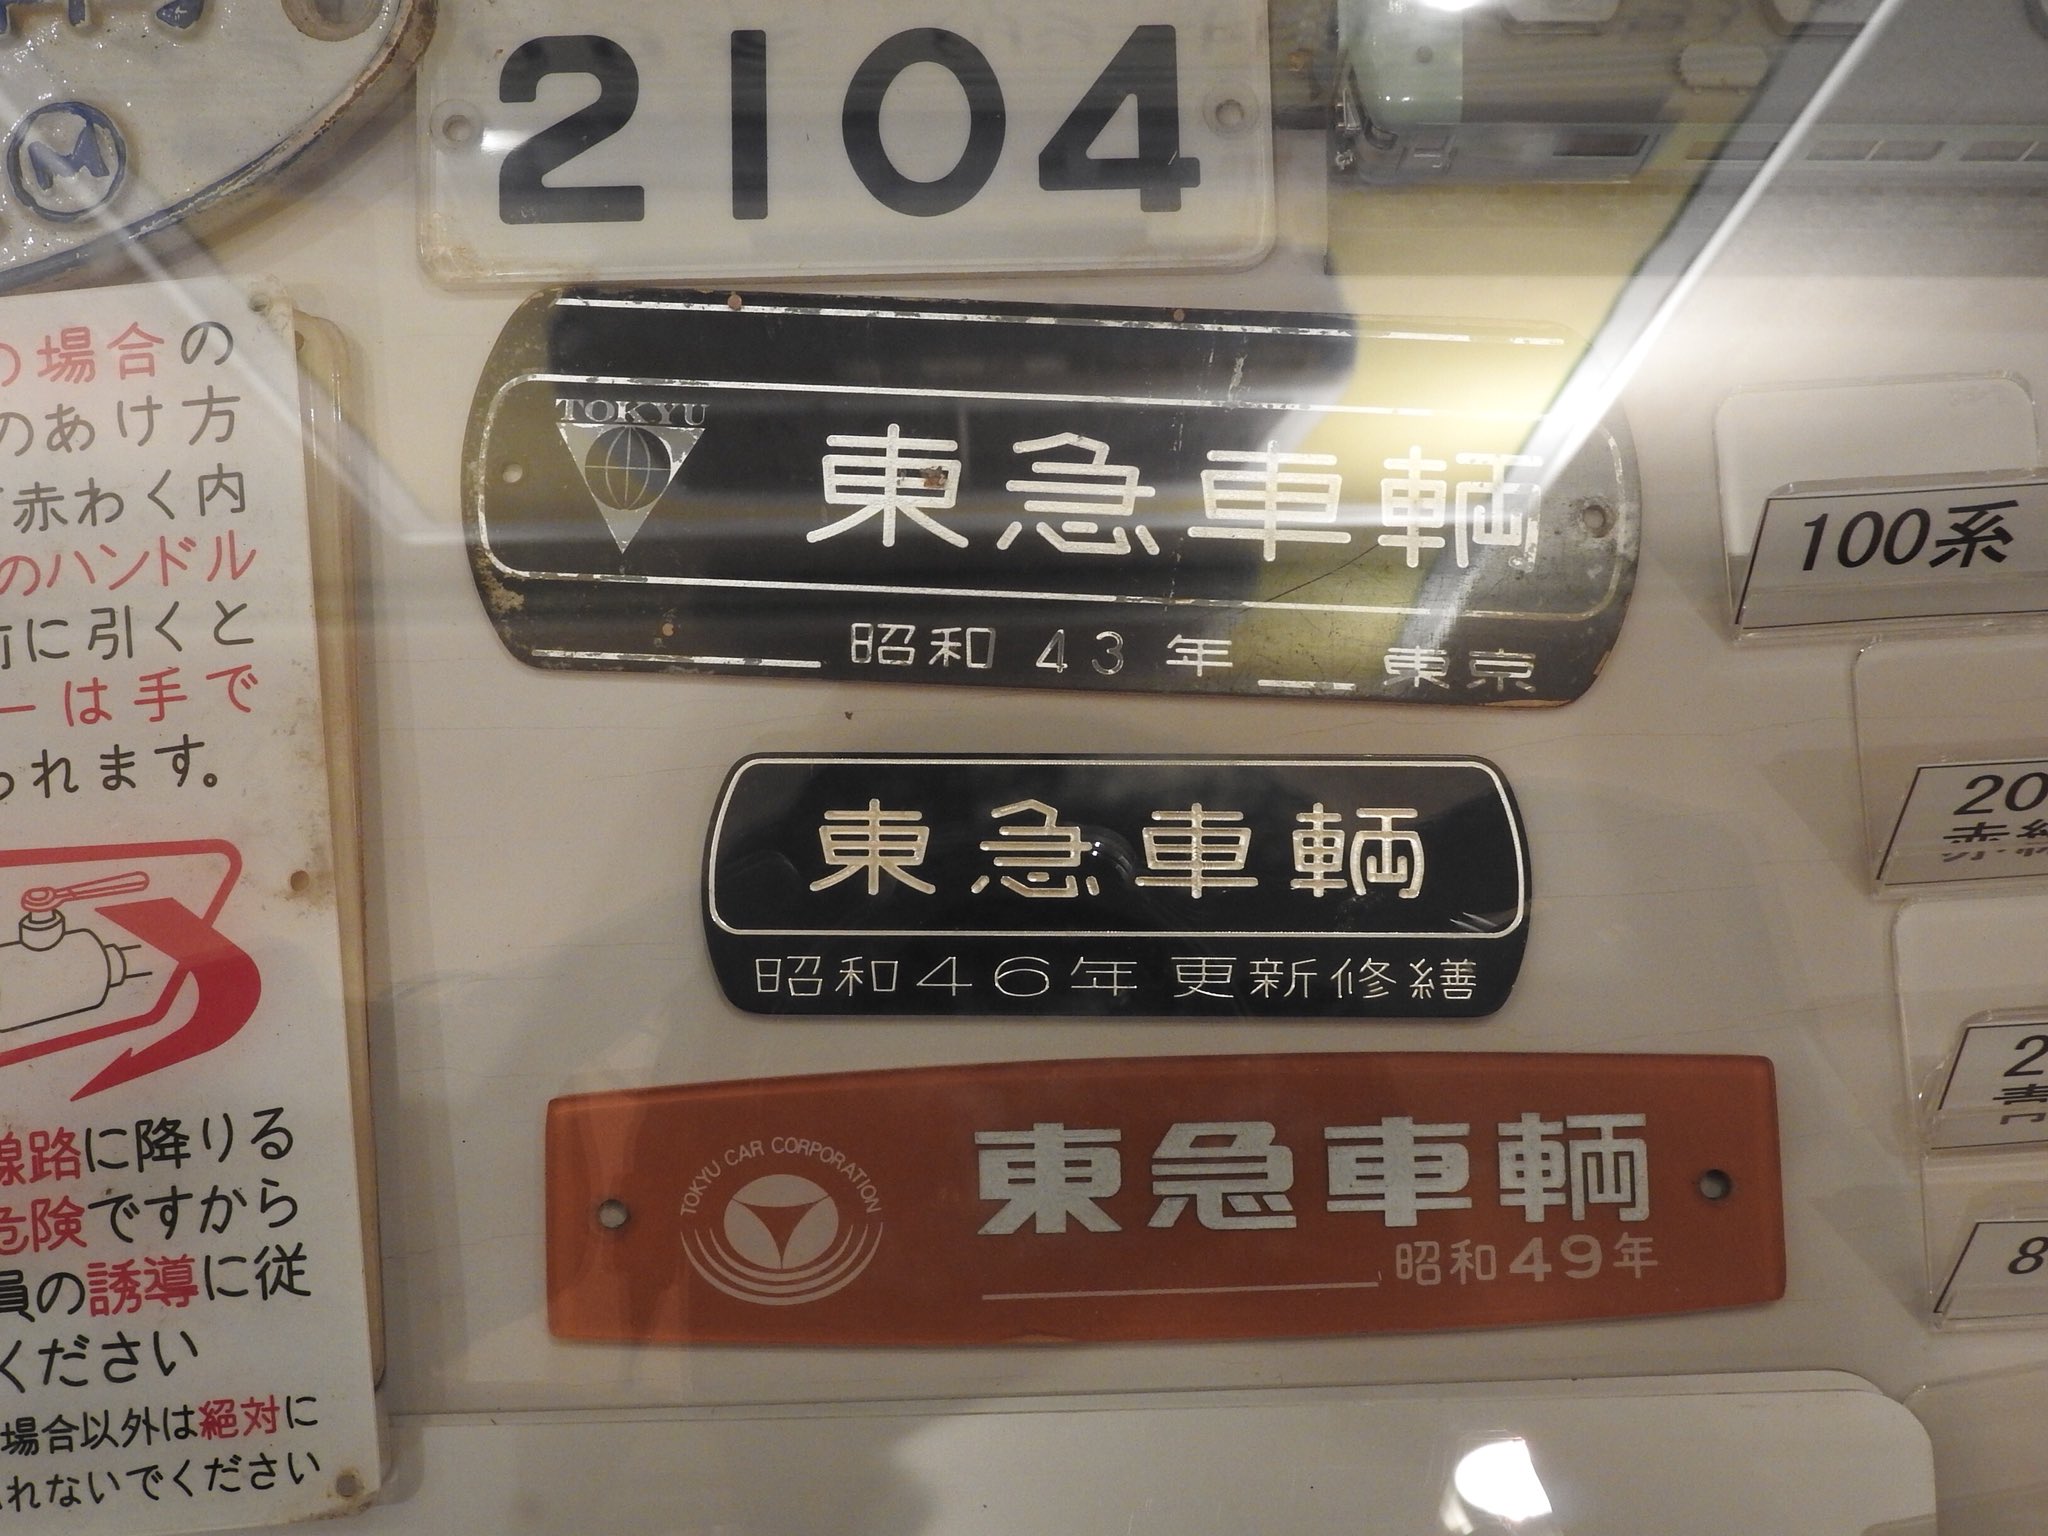 M
2104
の場合の
のあけ方
赤わく内
のハンドル
前に引くと
ーは手で
られます。
線路に降りる
危険ですから
員の誘導に従
ください
場合以外は絶対に
れないでください
TOKYU
東急車輌
昭和 43 年 東京
東急車輌
昭和46年 更新修繕
TOKYU CAR CORPORATION
東急車輌
昭和49年
100系
20
2
8